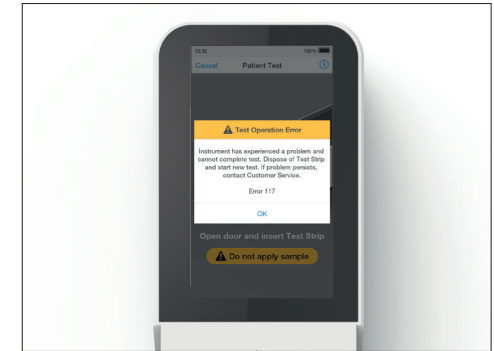 12:32 100%
Cancel Patient Test
Test Operation Error
Instrument has experienced a problem and
cannot complete test. Dispose of Test Strip
and start new test. If problem persists,
contact Customer Service.
Error 117
OK
Open door and insert Test Strip
Do not apply sample